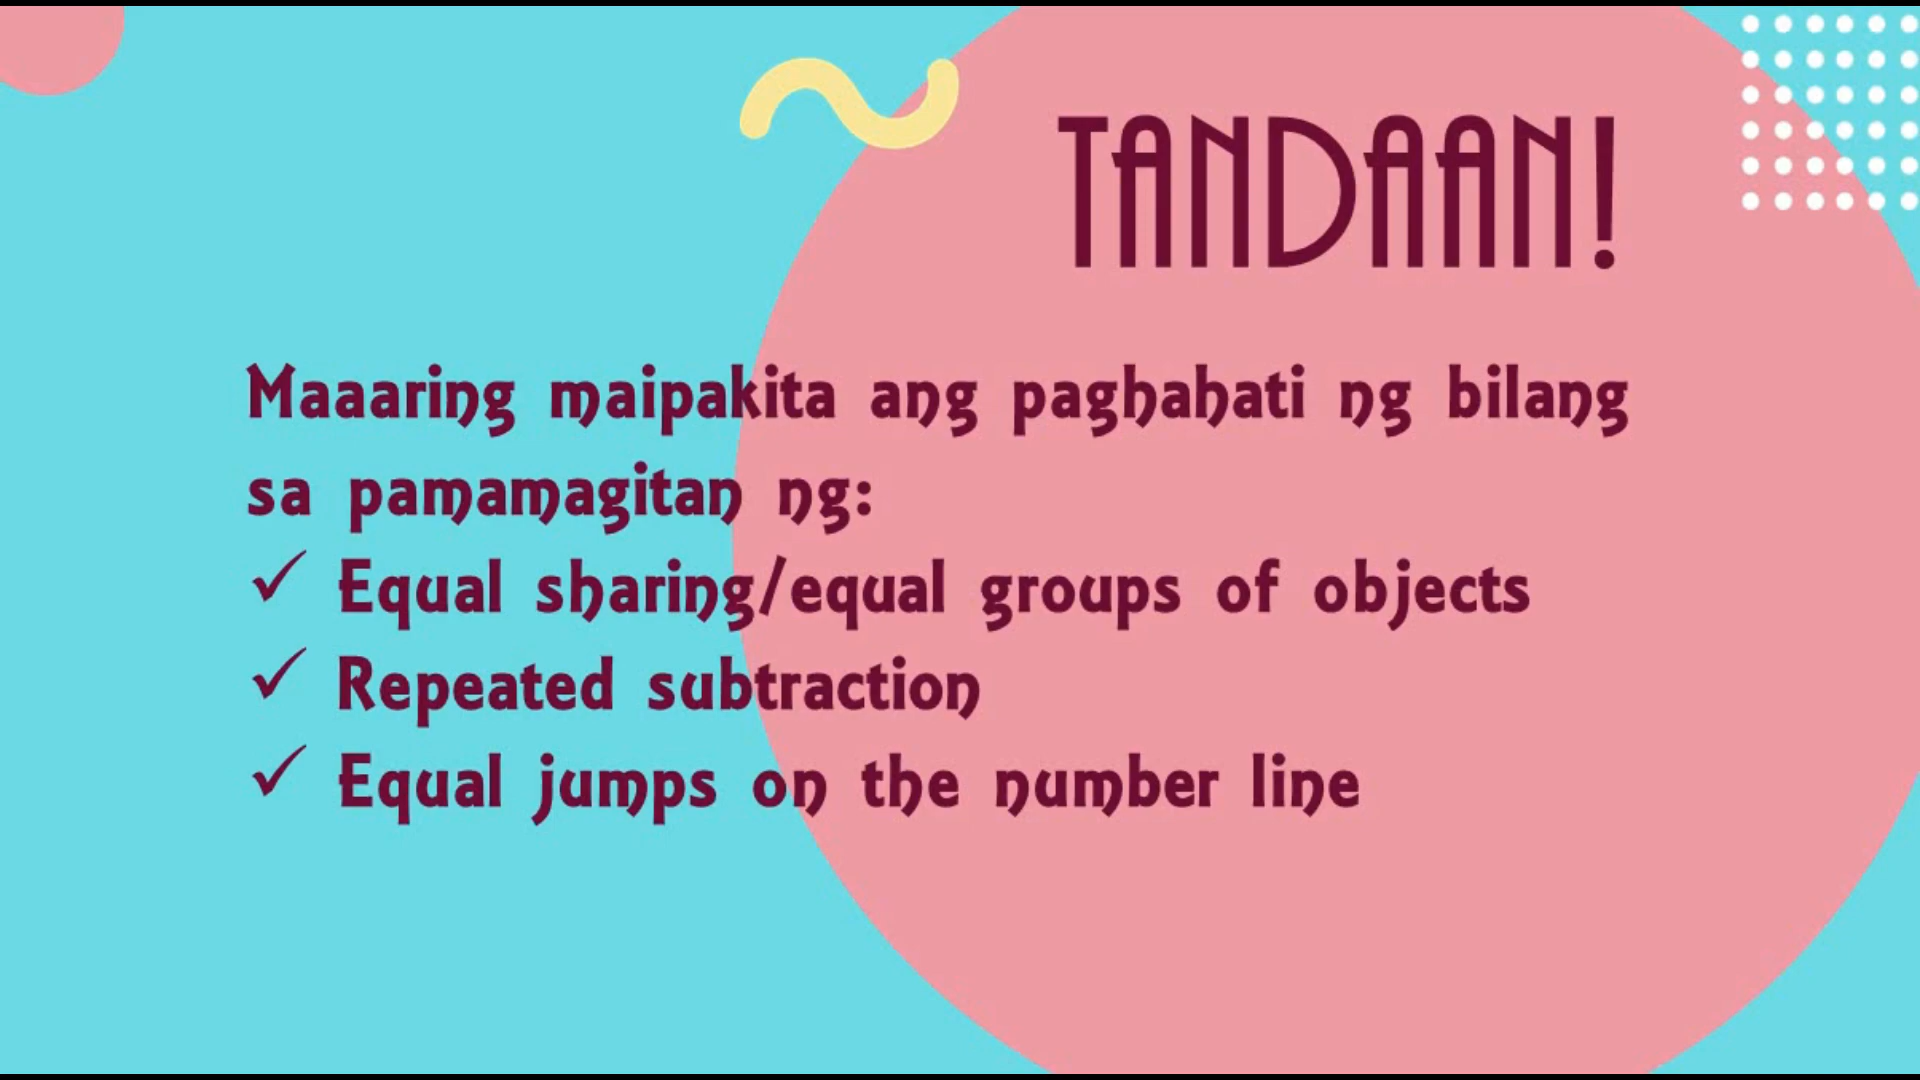 TANDAAN!
Maaaring maipakita ang paghahati ng bilang
sa pamamagitan ng:
✓ Equal sharing/equal groups of objects
✓ Repeated subtraction
✓ Equal jumps on the number line